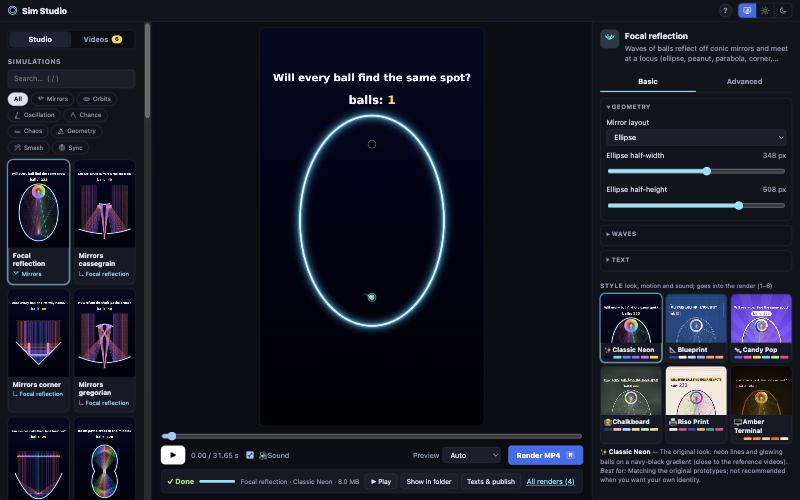 Sim Studio
?
Studio
Videos 6
SIMULATIONS
Search... ( / )
All
Mirrors
Orbits
Oscillation
Chance
Chaos
Geometry
Smash
Sync
Focal reflection
Mirrors
Mirrors cassegrain
Focal reflection
Mirrors corner
Focal reflection
Mirrors gregorian
Focal reflection
Will every ball find the same spot?
balls: 1
0.00 / 31.65 s
Sound
Preview
Auto
Render MP4 R
✓ Done
Focal reflection · Classic Neon · 8.0 MB
▶ Play
Show in folder
Texts & publish
All renders (4)
Focal reflection
Waves of balls reflect off conic mirrors and meet
at a focus (ellipse, peanut, parabola, corner,...
Basic
Advanced
GEOMETRY
Mirror layout
Ellipse
Ellipse half-width
348 px
Ellipse half-height
508 px
WAVES
TEXT
STYLE look, motion and sound; goes into the render (1–6)
Classic Neon
Blueprint
Candy Pop
Chalkboard
Riso Print
Amber Terminal
Classic Neon — The original look: neon lines and glowing
balls on a navy-black gradient (close to the reference videos).
Best for: Matching the original prototypes; not recommended
when you want your own identity.